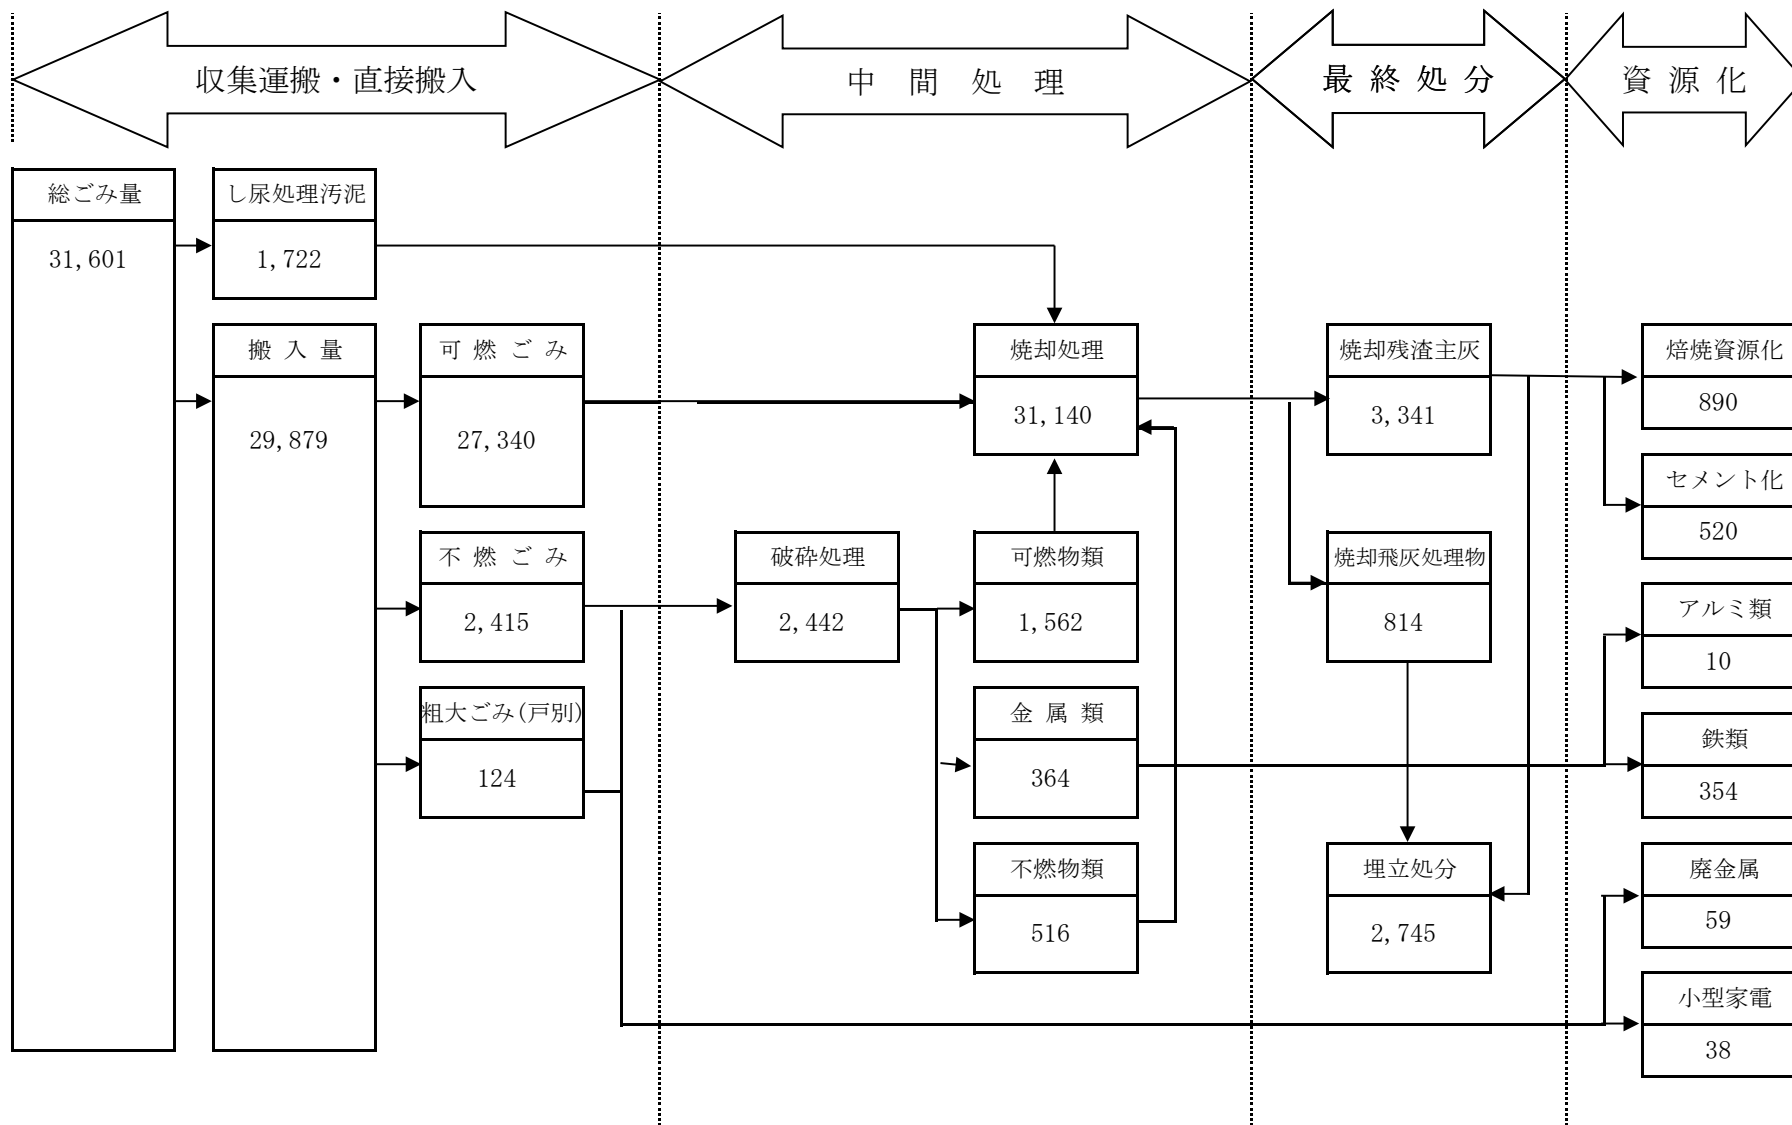 収集運搬・直接搬入
中　間　処　理
最 終 処 分
資 源 化
総ごみ量
31,601
し尿処理汚泥
1,722
搬 入 量
29,879
可 燃 ご み
27,340
不 燃 ご み
2,415
粗大ごみ(戸別)
124
破砕処理
2,442
焼却処理
31,140
可燃物類
1,562
金 属 類
364
不燃物類
516
焼却残渣主灰
3,341
焼却飛灰処理物
814
埋立処分
2,745
焙焼資源化
890
セメント化
520
アルミ類
10
鉄類
354
廃金属
59
小型家電
38